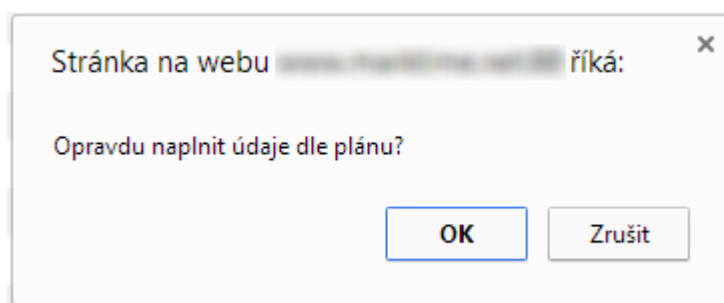 Stránka na webu říká:
Opravdu naplnit údaje dle plánu?
OK
Zrušit